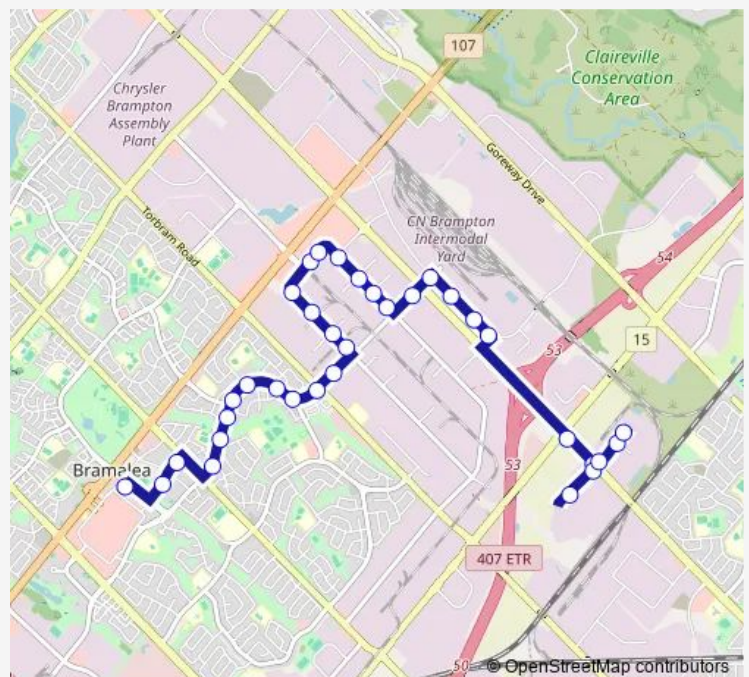 107
Claireville
Conservation
Area
Chrysler
Brampton
Assembly
Plant
Goreway Drive
Torbram Road
CN Brampton
Intermodal
Yard
54
15
53
Bramalea
53
407 ETR
50
© OpenStreetMap contributors